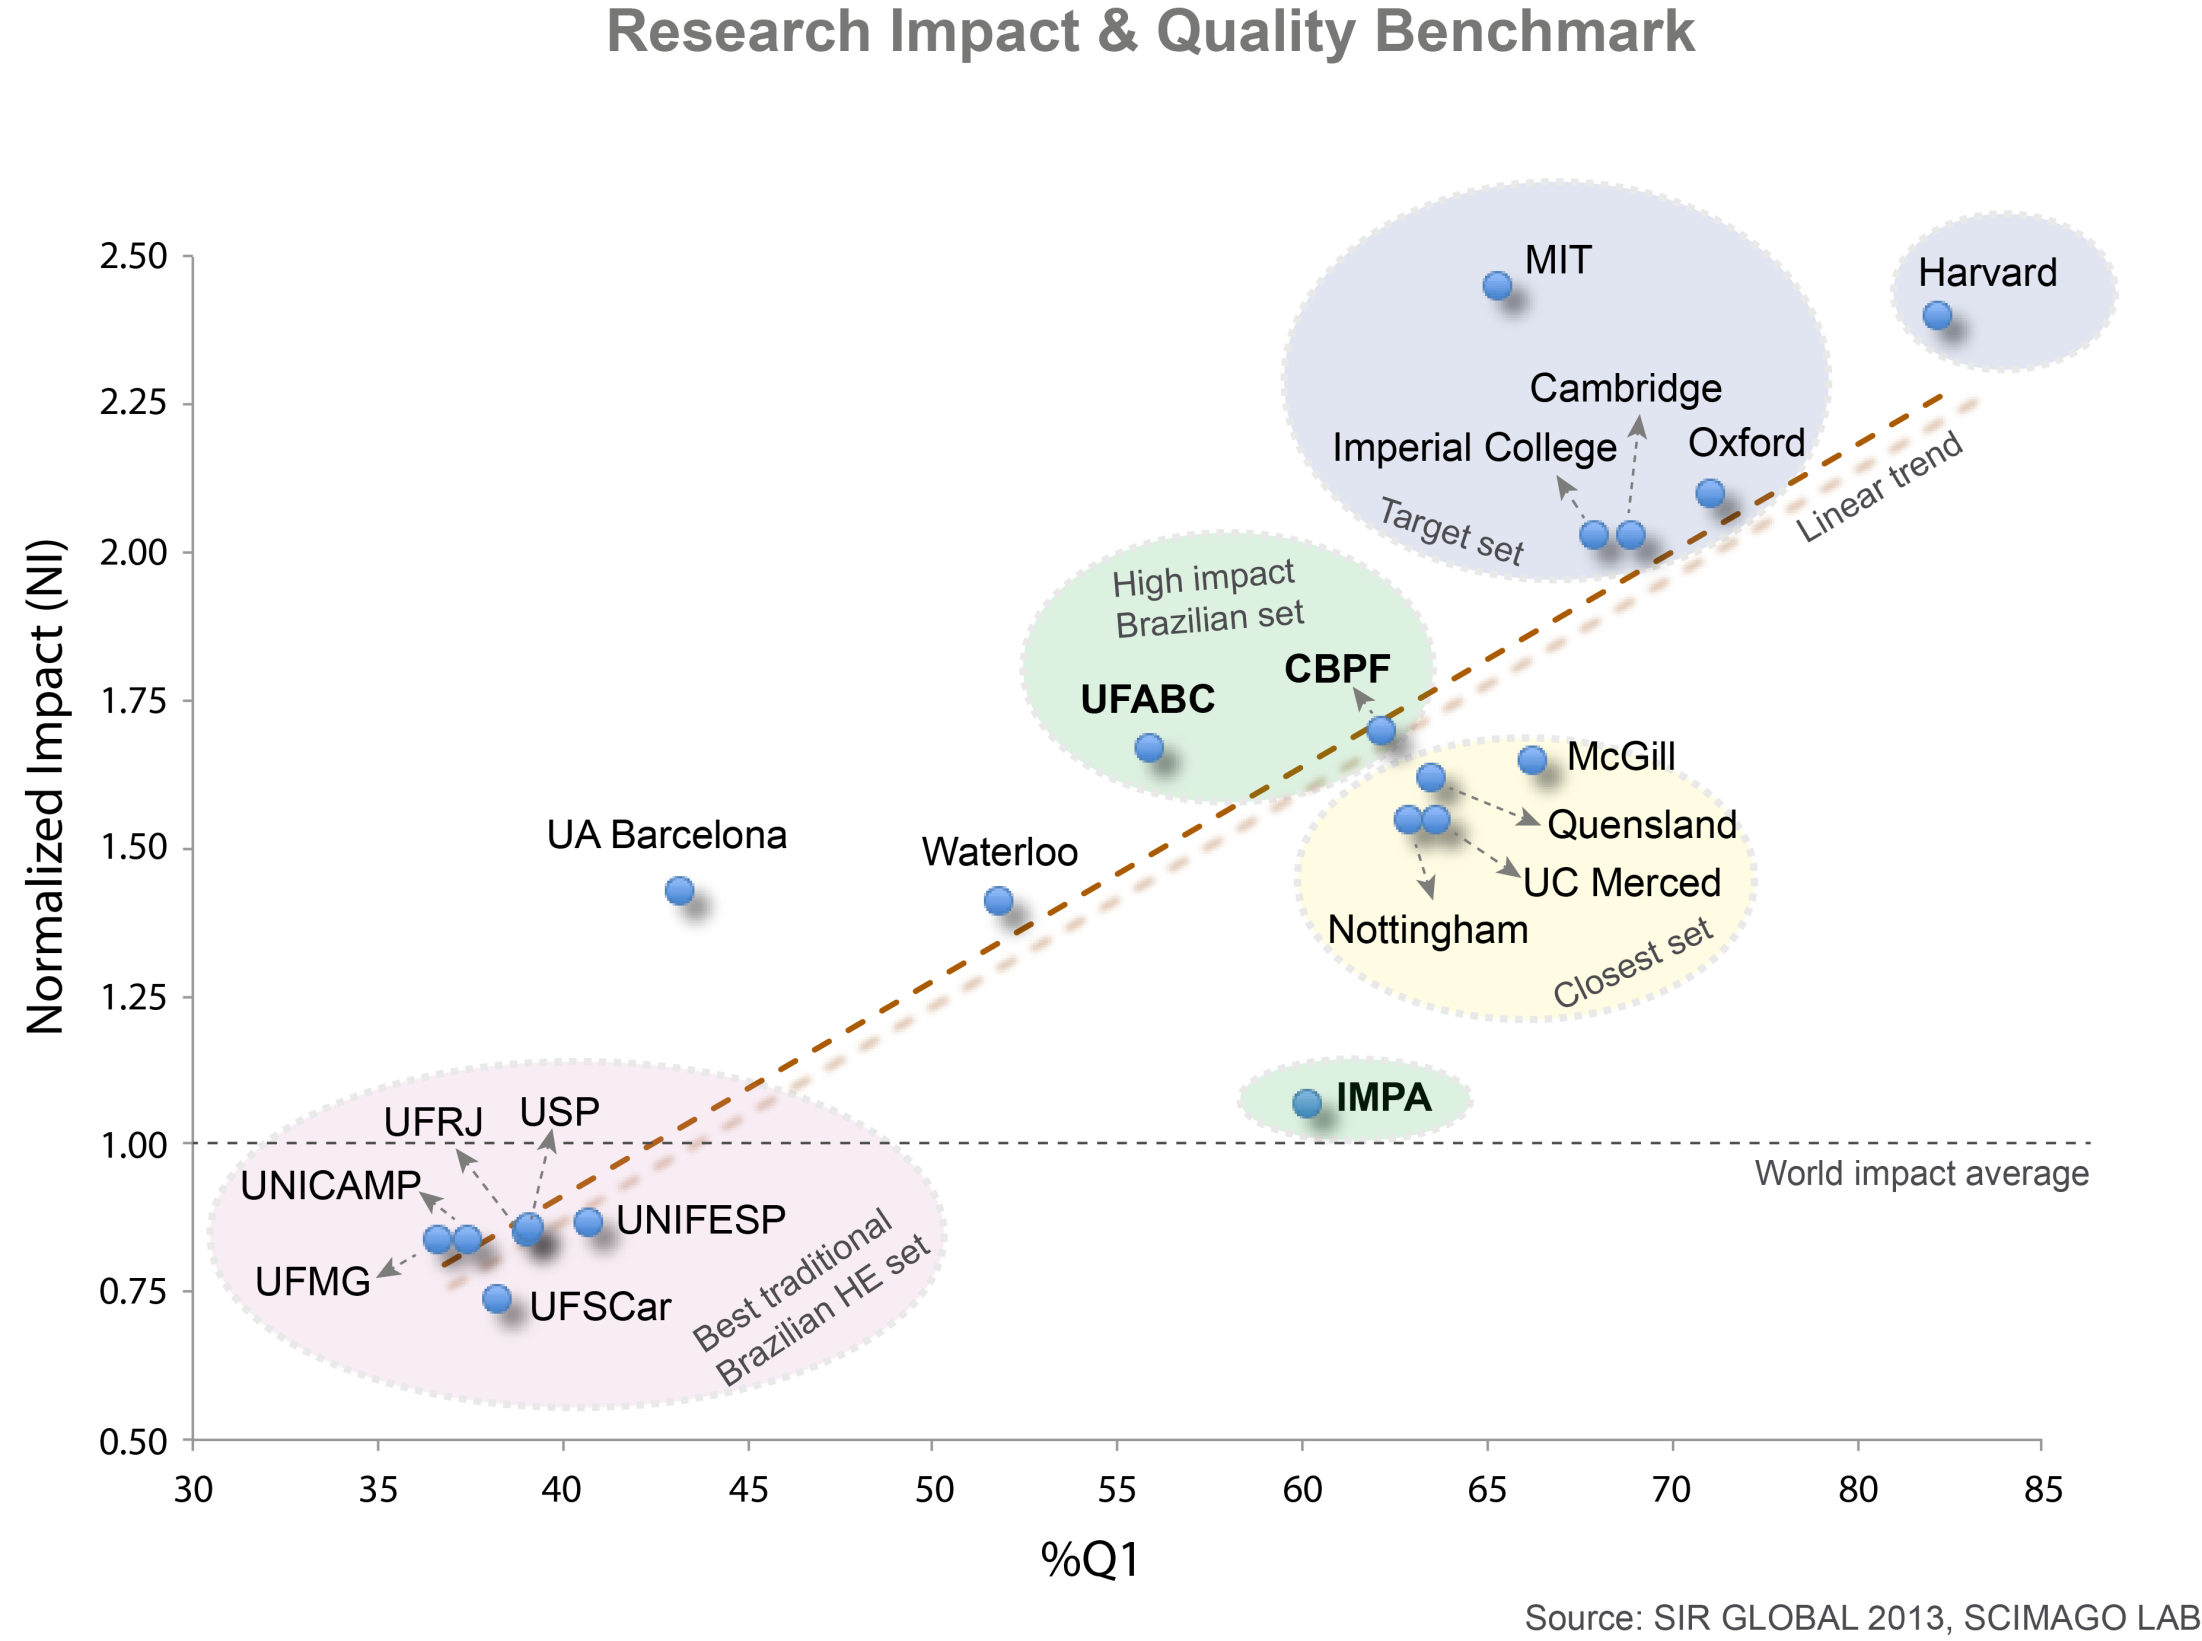 Research Impact & Quality Benchmark
Normalized Impact (NI)
2.50
2.25
2.00
1.75
1.50
1.25
1.00
0.75
0.50
MIT
Harvard
Cambridge
Imperial College
Oxford
Target set
Linear trend
High impact
Brazilian set
CBPF
UFABC
McGill
Quensland
UC Merced
Nottingham
Closest set
UA Barcelona
Waterloo
IMPA
World impact average
UFRJ
USP
UNICAMP
UNIFESP
UFMG
UFSCar
Best traditional
Brazilian HE set
30
35
40
45
50
55
60
65
70
80
85
%Q1
Source: SIR GLOBAL 2013, SCIMAGO LAB